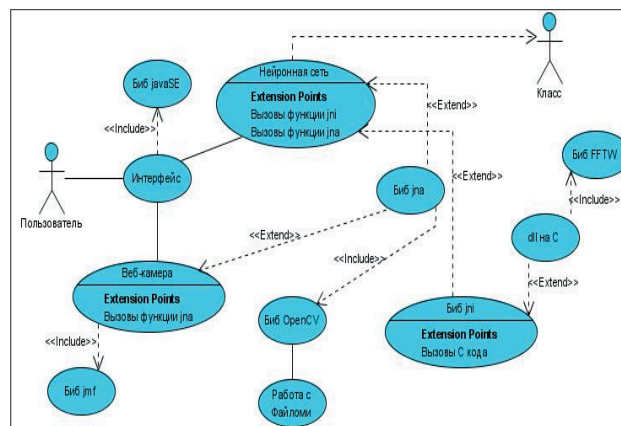 Нейронная сеть
Extension Points
Вызовы функции jni
Вызовы функции jna
Класс
Биб javaSE
<<Include>>
<<Extend>>
Биб FFTW
Интерфейс
Пользователь
Биб jna
<<Extend>>
<<Include>>
dll на C
<<Extend>>
<<Include>>
<<Extend>>
Веб-камера
Extension Points
Вызовы функции jna
Биб OpenCV
Биб jni
Extension Points
Вызовы C кода
<<Include>>
Биб jmf
Работа с
Файломи